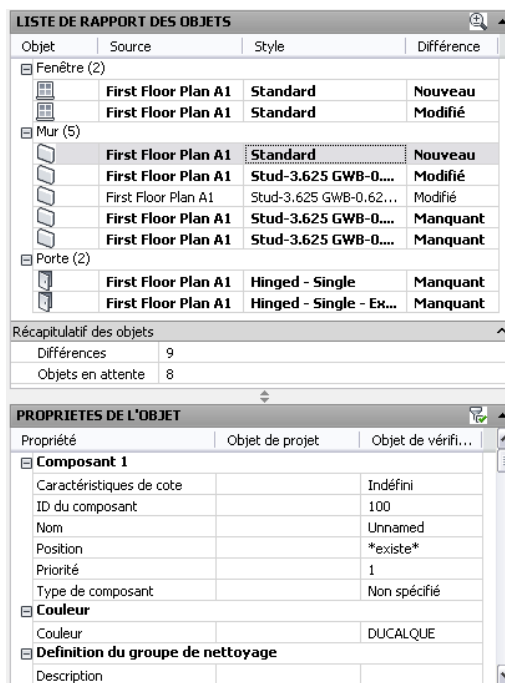 LISTE DE RAPPORT DES OBJETS
Objet Source Style Différence
Fenêtre (2)
First Floor Plan A1 Standard Nouveau
First Floor Plan A1 Standard Modifié
Mur (5)
First Floor Plan A1 Standard Nouveau
First Floor Plan A1 Stud-3.625 GWB-0.... Modifié
First Floor Plan A1 Stud-3.625 GWB-0.62... Modifié
First Floor Plan A1 Stud-3.625 GWB-0.... Manquant
First Floor Plan A1 Stud-3.625 GWB-0.... Manquant
Porte (2)
First Floor Plan A1 Hinged - Single Manquant
First Floor Plan A1 Hinged - Single - Ex... Manquant
Récapitulatif des objets
Différences 9
Objets en attente 8
PROPRIETES DE L'OBJET
Propriété Objet de projet Objet de vérifi...
Composant 1
Caractéristiques de cote Indéfini
ID du composant 100
Nom Unnamed
Position *existe*
Priorité 1
Type de composant Non spécifié
Couleur
Couleur DUCALQUE
Definition du groupe de nettoyage
Description